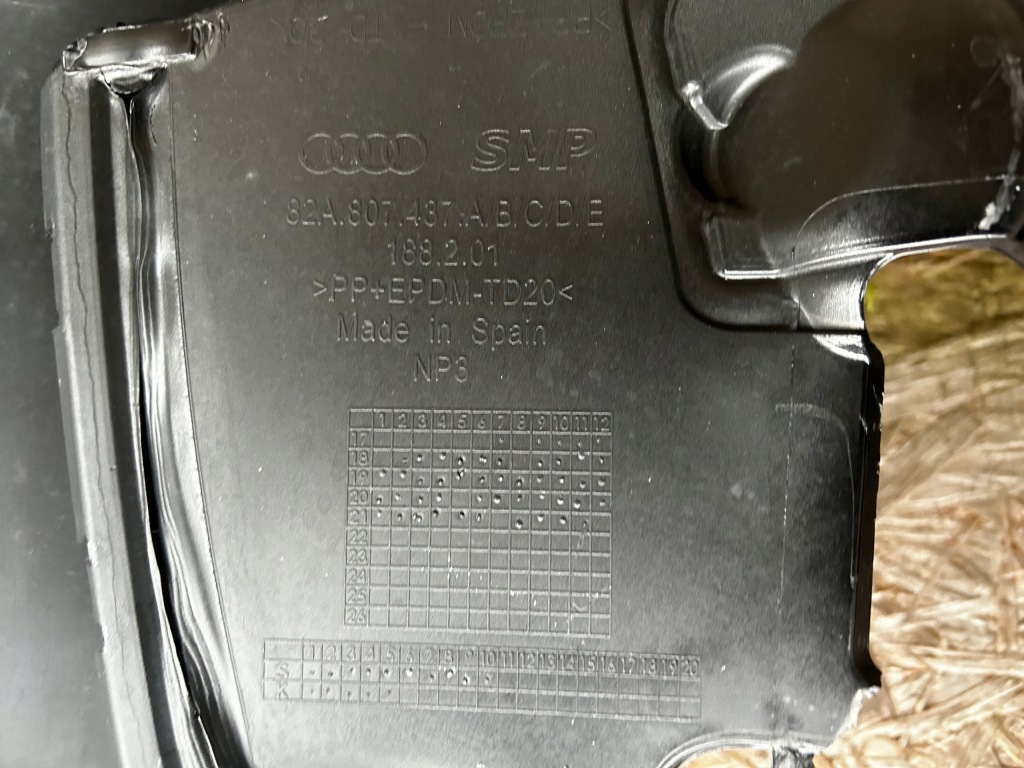 SMP
82A.807.437.A/B/C/D/E
188.2.01
>PP+EPDM-TD20<
Made in Spain
NP3
1 2 3 4 5 6 7 8 9 10 11 12
17
18
19
20
21
22
23
24
25
26
1 2 3 4 5 6 7 8 9 10 11 12 13 14 15 16 17 18 19 20
S
K